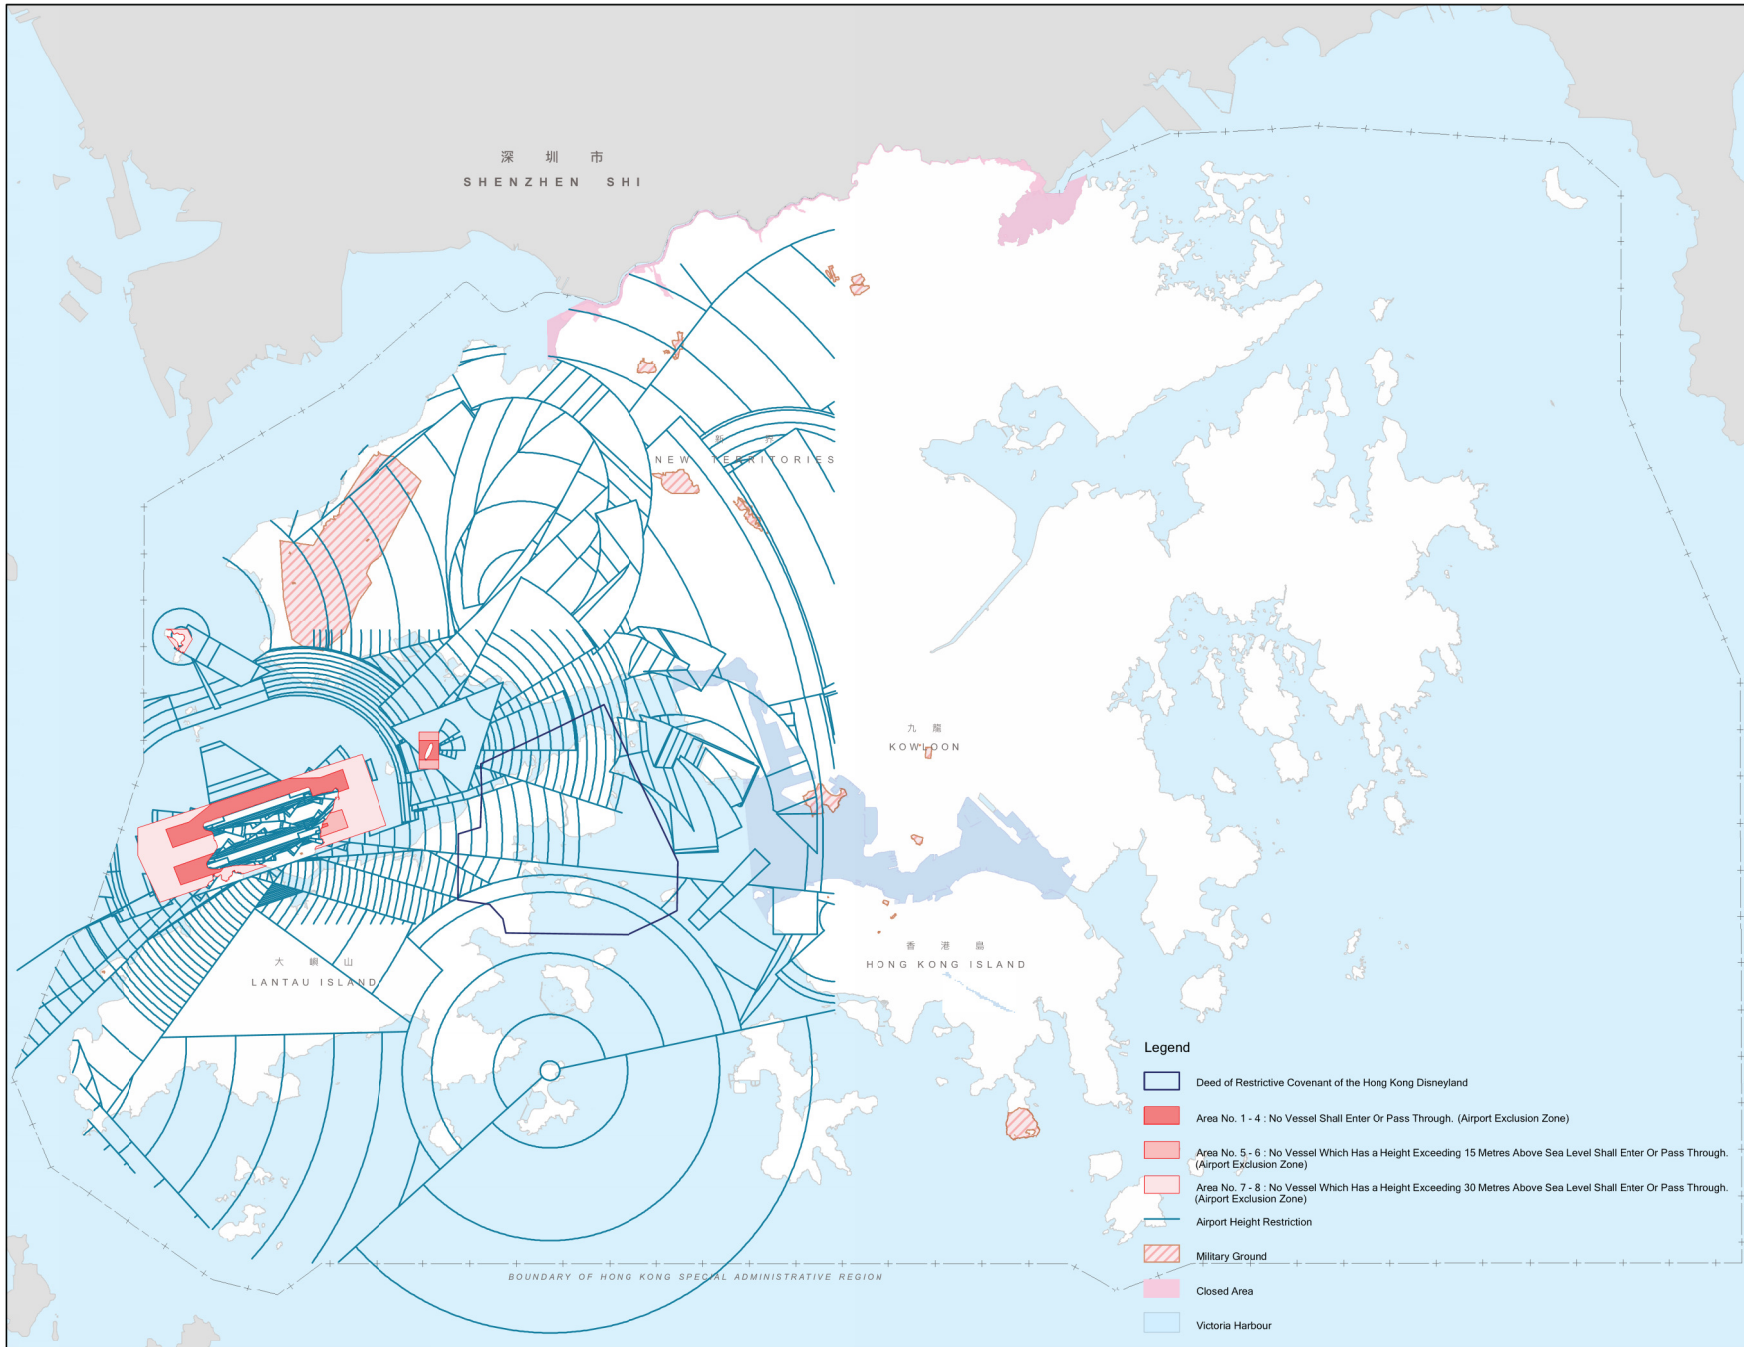 深 圳 市
SHENZHEN SHI
新 界
NEW TERRITORIES
九 龍
KOWLOON
香 港 島
HONG KONG ISLAND
大 嶼 山
LANTAU ISLAND
Legend
Deed of Restrictive Covenant of the Hong Kong Disneyland
Area No. 1 - 4 : No Vessel Shall Enter Or Pass Through. (Airport Exclusion Zone)
Area No. 5 - 6 : No Vessel Which Has a Height Exceeding 15 Metres Above Sea Level Shall Enter Or Pass Through.
(Airport Exclusion Zone)
Area No. 7 - 8 : No Vessel Which Has a Height Exceeding 30 Metres Above Sea Level Shall Enter Or Pass Through.
(Airport Exclusion Zone)
Airport Height Restriction
Military Ground
BOUNDARY OF HONG KONG SPECIAL ADMINISTRATIVE REGION
Closed Area
Victoria Harbour